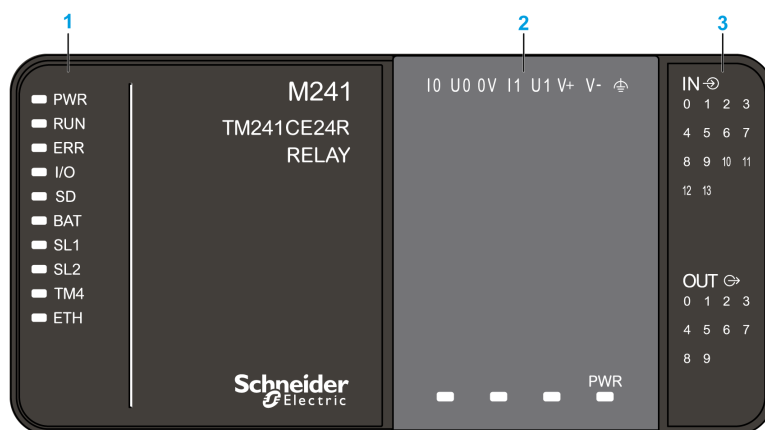 1 2 3
PWR
RUN
ERR
I/O
SD
BAT
SL1
SL2
TM4
ETH
M241
TM241CE24R
RELAY
Schneider
Electric
I0 U0 0V I1 U1 V+ V-
PWR
IN
0 1 2 3
4 5 6 7
8 9 10 11
12 13
OUT
0 1 2 3
4 5 6 7
8 9